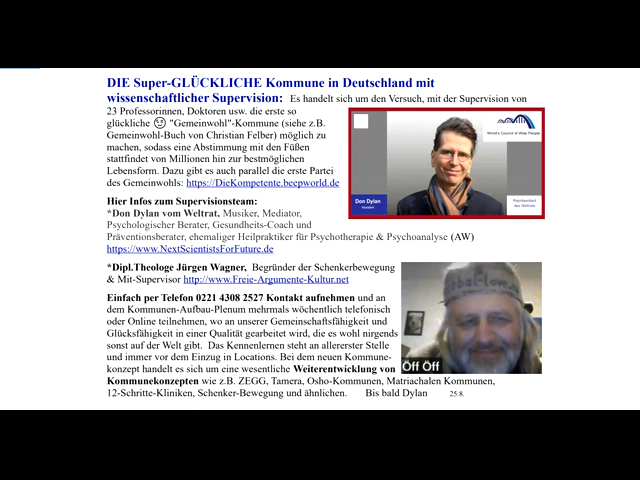 DIE Super-GLÜCKLICHE Kommune in Deutschland mit
wissenschaftlicher Supervision: Es handelt sich um den Versuch, mit der Supervision von
23 Professorinnen, Doktoren usw. die erste so
glückliche 😉 "Gemeinwohl"-Kommune (siehe z.B.
Gemeinwohl-Buch von Christian Felber) möglich zu
machen, sodass eine Abstimmung mit den Füßen
stattfindet von Millionen hin zur bestmöglichen
Lebensform. Dazu gibt es auch parallel die erste Partei
des Gemeinwohls: https://DieKompetente.beepworld.de
World's Council of Wise People
Don Dylan
Repräsentant
des Weltrats
Hier Infos zum Supervisionsteam:
*Don Dylan vom Weltrat, Musiker, Mediator,
Psychologischer Berater, Gesundheits-Coach und
Präventionsberater, ehemaliger Heilpraktiker für Psychotherapie & Psychoanalyse (AW)
https://www.NextScientistsForFuture.de
*Dipl.Theologe Jürgen Wagner, Begründer der Schenkerbewegung
& Mit-Supervisor http://www.Freie-Argumente-Kultur.net
Einfach per Telefon 0221 4308 2527 Kontakt aufnehmen und an
dem Kommunen-Aufbau-Plenum mehrmals wöchentlich telefonisch
oder Online teilnehmen, wo an unserer Gemeinschaftsfähigkeit und
Glücksfähigkeit in einer Qualität gearbeitet wird, die es wohl nirgends
sonst auf der Welt gibt. Das Kennenlernen steht an allererster Stelle
und immer vor dem Einzug in Locations. Bei dem neuen Kommune-
konzept handelt es sich um eine wesentliche Weiterentwicklung von
Kommunekonzepten wie z.B. ZEGG, Tamera, Osho-Kommunen, Matriachalen Kommunen,
12-Schritte-Kliniken, Schenker-Bewegung und ähnlichen. Bis bald Dylan 25.8.
Öff Öff